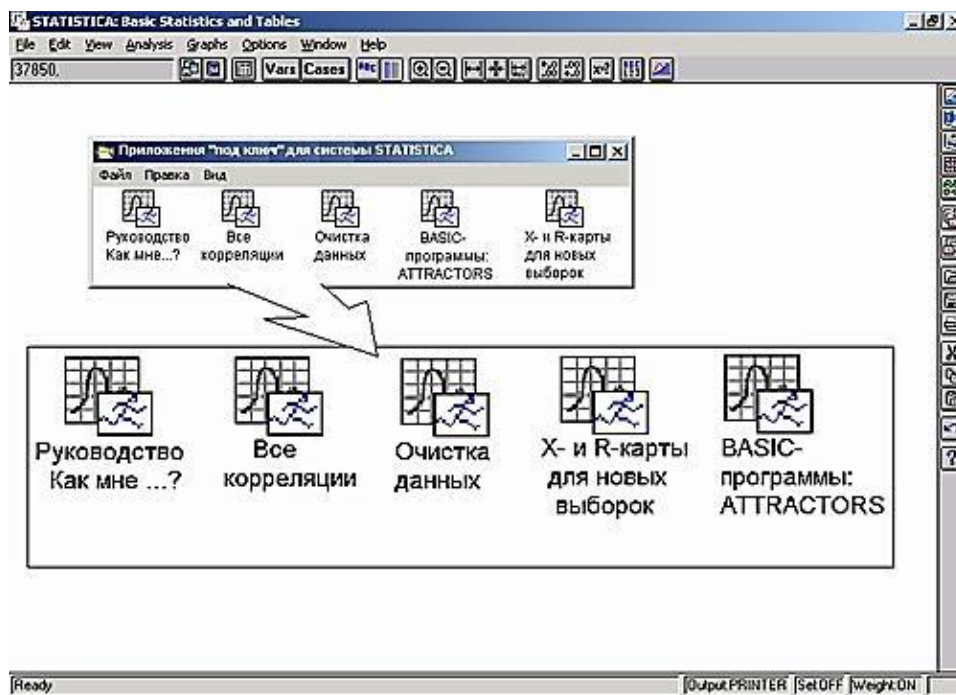 STATISTICA: Basic Statistics and Tables
File Edit View Analysis Graphs Options Window Help
37850, Vars Cases
Приложения "под ключ" для системы STATISTICA
Файл Правка Вид
Руководство Все Очистка BASIC- X- и R-карты
Как мне...? корреляции данных программы: для новых
ATTRACTORS выборок
Руководство Все Очистка X- и R-карты BASIC-
Как мне ...? корреляции данных для новых программы:
выборок ATTRACTORS
Ready Output:PRINTER Sel:OFF Weight:ON